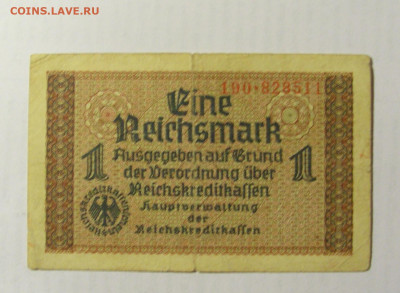 COINS.LAVE.RU
190·828511
Eine
Reichsmark
1 Ausgegeben auf Grund 1
der Verordnung über
Reichskreditkassen
Hauptverwaltung
der
Reichskreditkassen